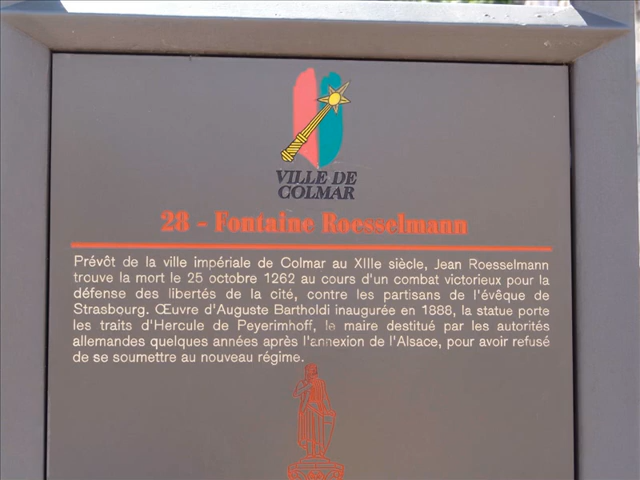 VILLE DE
COLMAR
28 - Fontaine Roesselmann
Prévôt de la ville impériale de Colmar au XIIIe siècle, Jean Roesselmann
trouve la mort le 25 octobre 1262 au cours d'un combat victorieux pour la
défense des libertés de la cité, contre les partisans de l'évêque de
Strasbourg. Œuvre d'Auguste Bartholdi inaugurée en 1888, la statue porte
les traits d'Hercule de Peyerimhoff, le maire destitué par les autorités
allemandes quelques années après l'annexion de l'Alsace, pour avoir refusé
de se soumettre au nouveau régime.